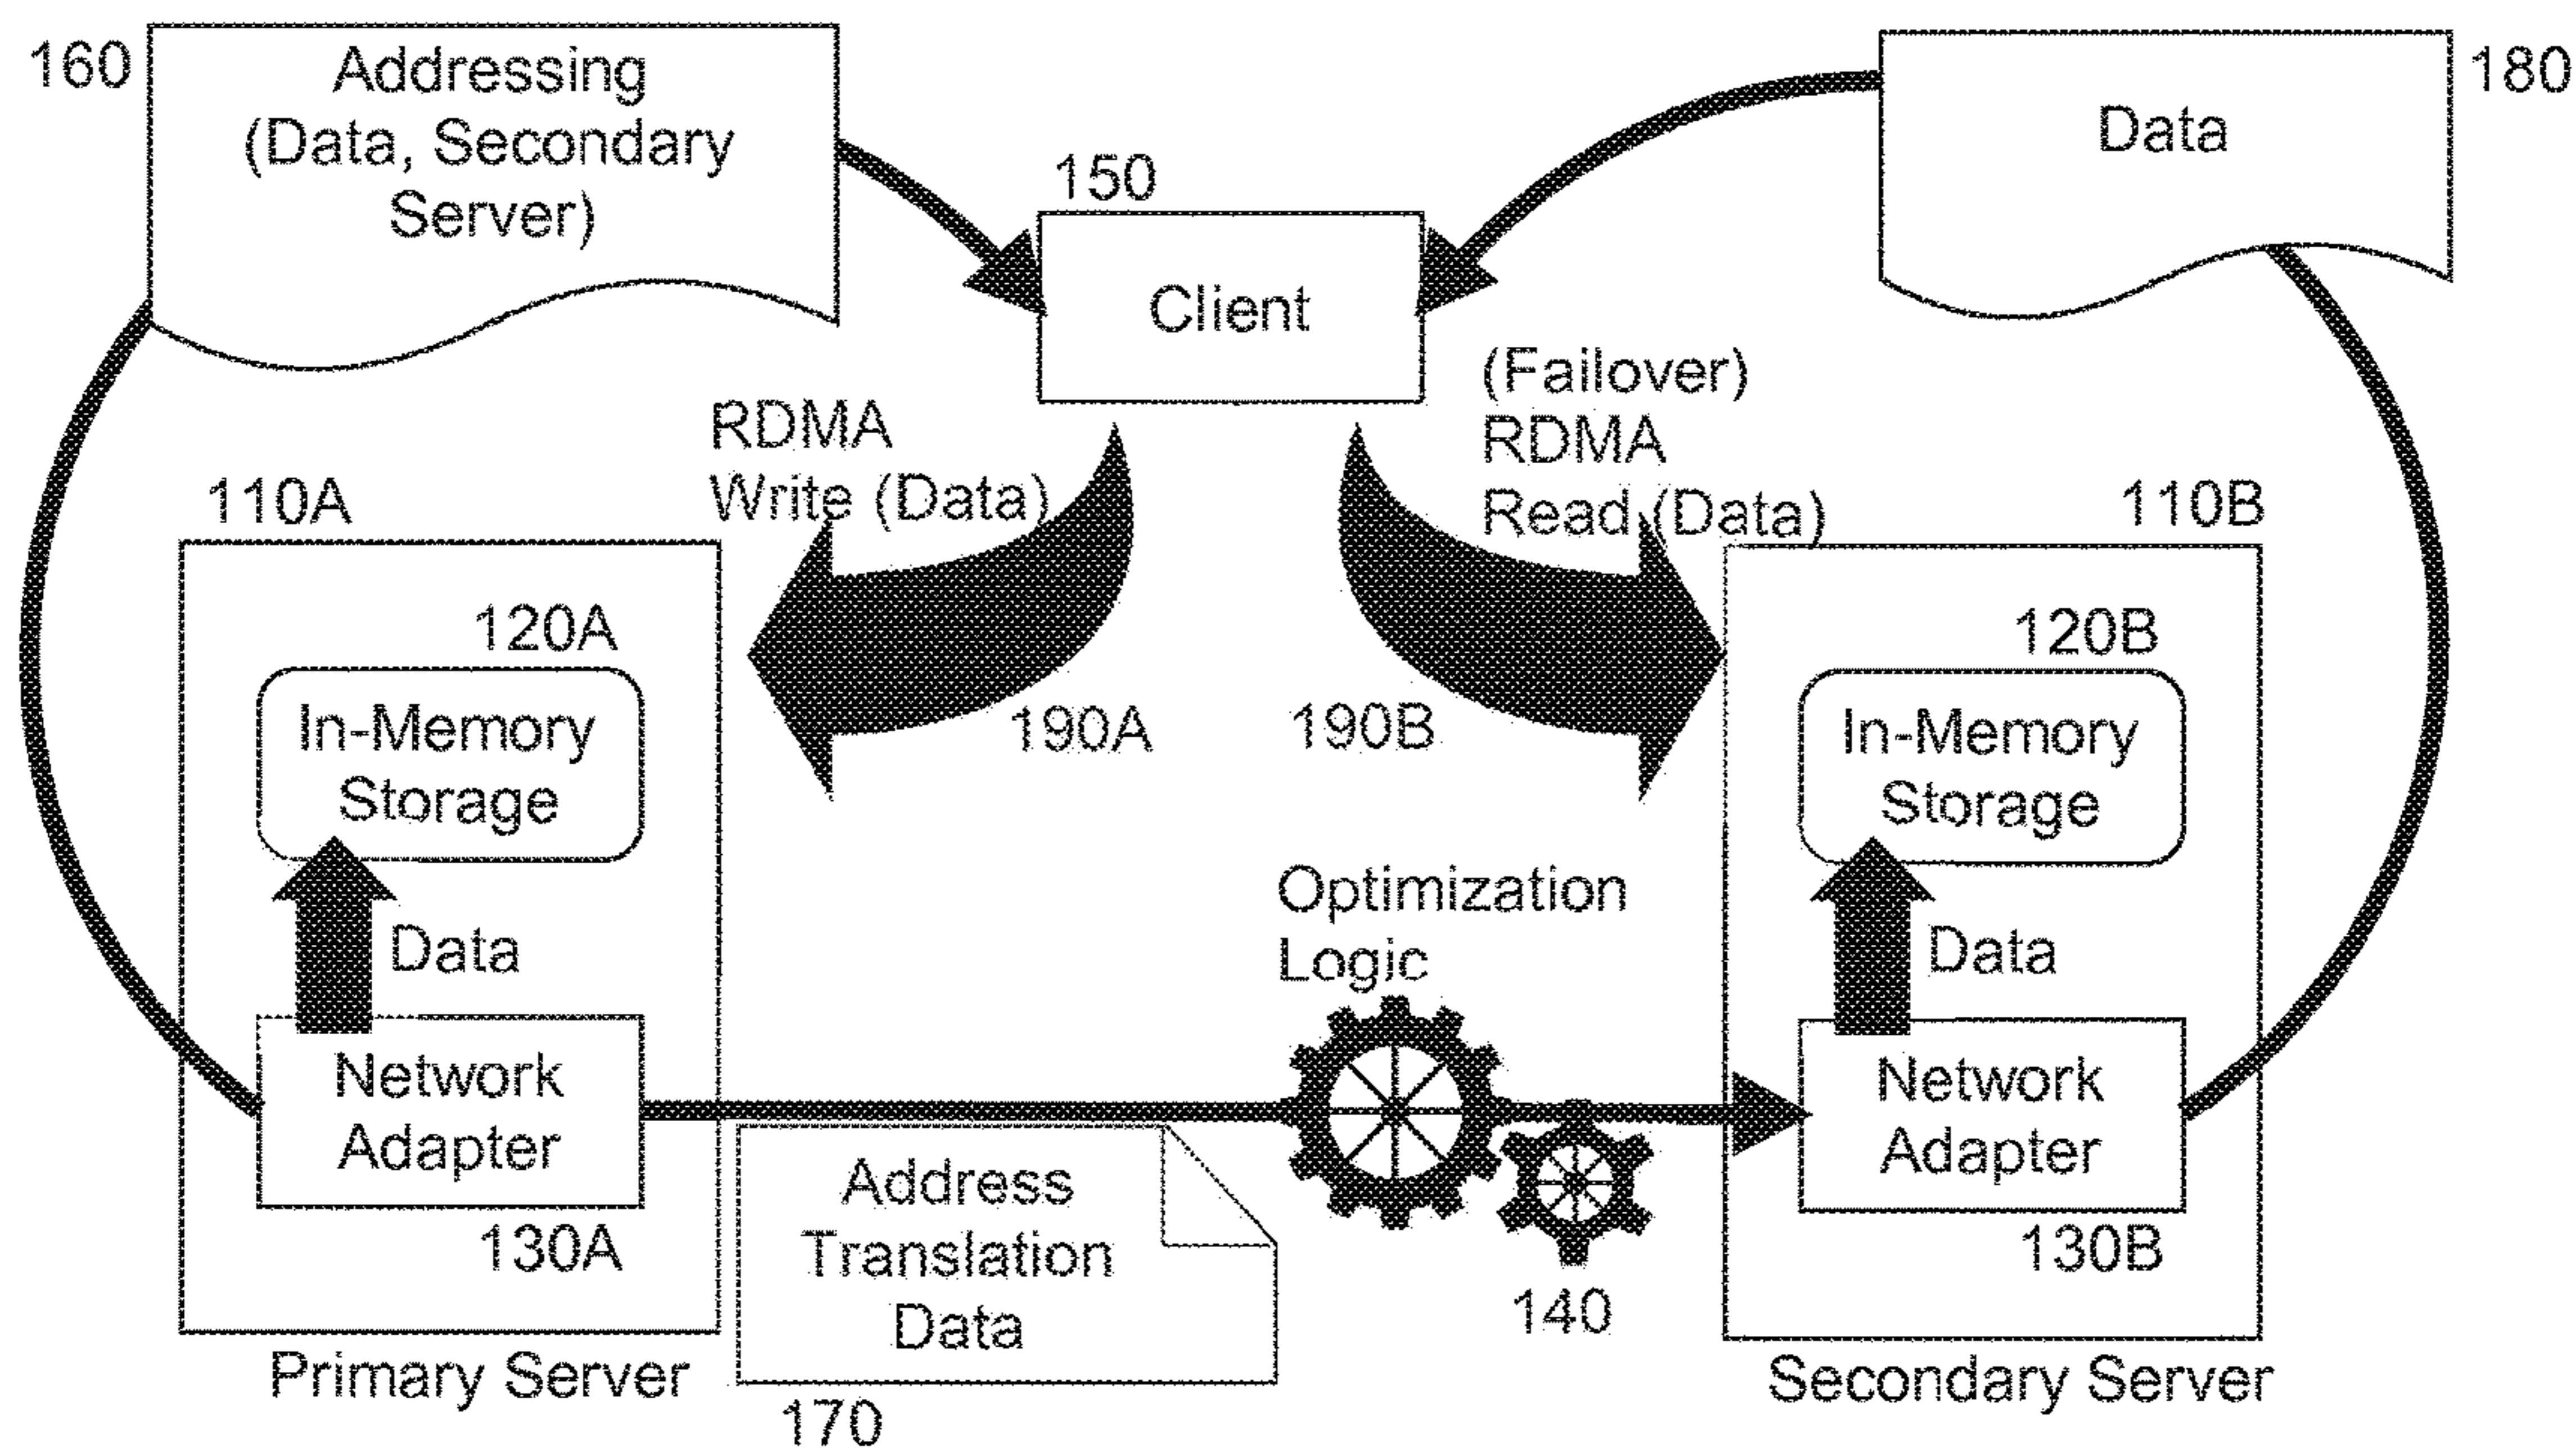 160
Addressing
(Data, Secondary
Server)
180
Data
150
Client
RDMA
Write (Data)
(Failover)
RDMA
Read (Data)
110A
110B
120A
In-Memory
Storage
190A
190B
120B
In-Memory
Storage
Data
Optimization
Logic
Data
Network
Adapter
130A
Network
Adapter
130B
Address
Translation
Data
140
Primary Server
170
Secondary Server